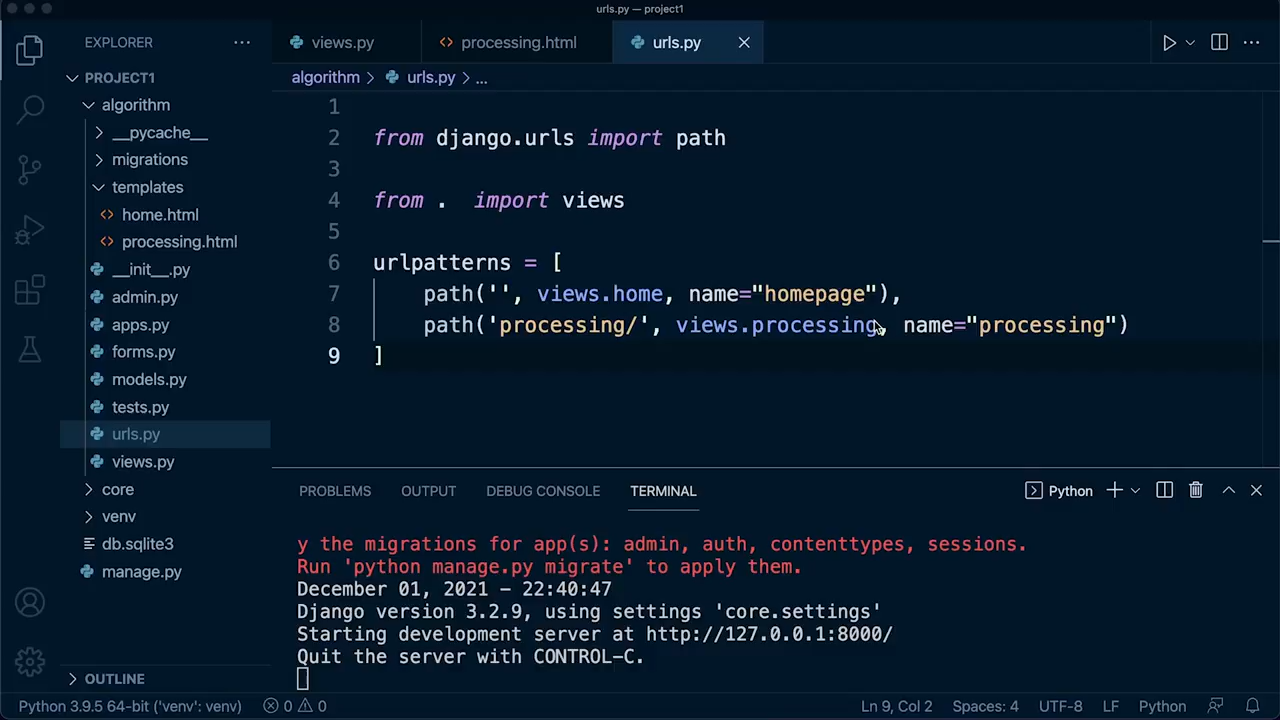 urls.py — project1
EXPLORER
views.py
processing.html
urls.py
PROJECT1
algorithm
__pycache__
migrations
templates
home.html
processing.html
__init__.py
admin.py
apps.py
forms.py
models.py
tests.py
urls.py
views.py
core
venv
db.sqlite3
manage.py
OUTLINE
algorithm > urls.py > ...
1
2 from django.urls import path
3
4 from .  import views
5
6 urlpatterns = [
7     path('', views.home, name="homepage"),
8     path('processing/', views.processing, name="processing")
9 ]
PROBLEMS OUTPUT DEBUG CONSOLE TERMINAL
Python
y the migrations for app(s): admin, auth, contenttypes, sessions.
Run 'python manage.py migrate' to apply them.
December 01, 2021 - 22:40:47
Django version 3.2.9, using settings 'core.settings'
Starting development server at http://127.0.0.1:8000/
Quit the server with CONTROL-C.
Python 3.9.5 64-bit ('venv': venv) 0 0 Ln 9, Col 2 Spaces: 4 UTF-8 LF Python